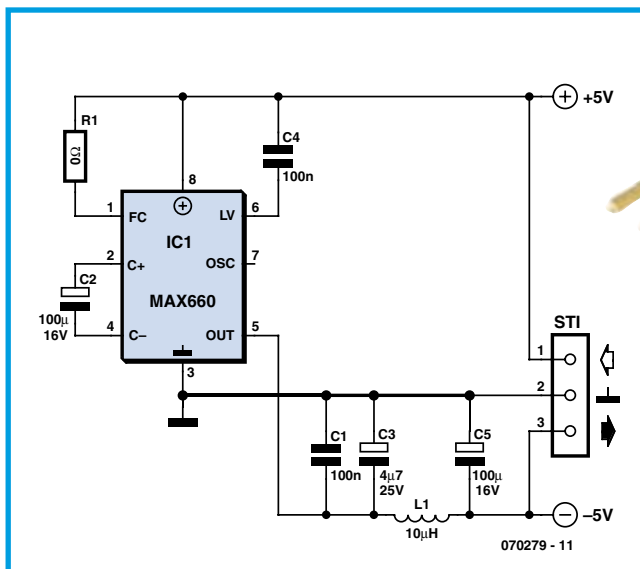 +5V
R1
0Ω
C4
100n
8
1
FC
LV
6
IC1
2
C+
OSC
7
C2
100µ
16V
MAX660
4
C–
OUT
5
3
STI
1
2
3
C1
100n
C3
4µ7
25V
C5
100µ
16V
L1
10µH
–5V
070279 - 11